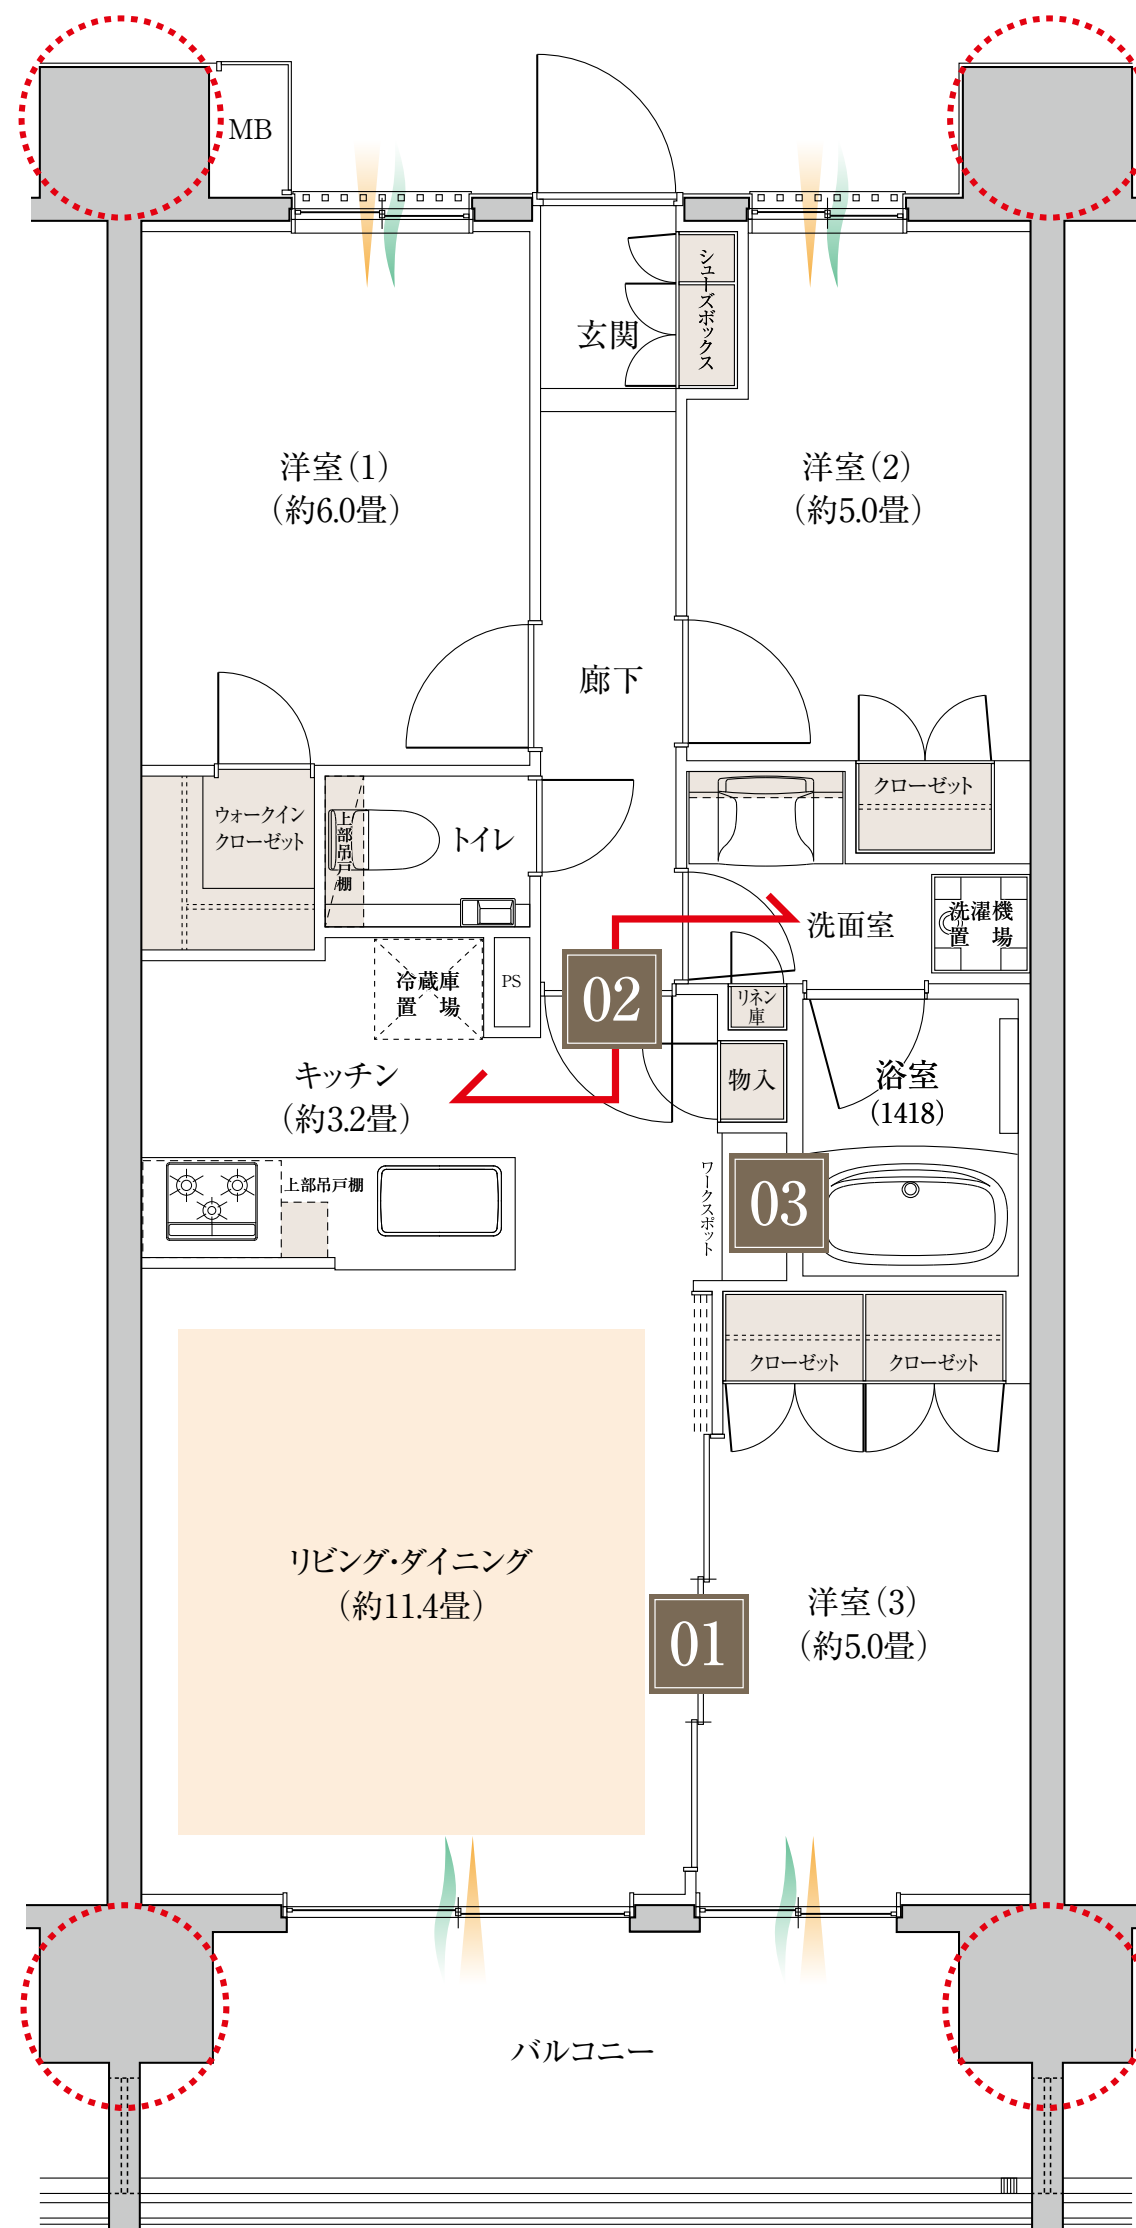 MB
シューズボックス
玄関
洋室(1)
(約6.0畳)
洋室(2)
(約5.0畳)
廊下
ウォークイン
クローゼット
上部吊戸棚
トイレ
クローゼット
洗面室
洗濯機
置 場
冷蔵庫
置 場
PS
02
リネン
庫
キッチン
(約3.2畳)
物入
浴室
(1418)
上部吊戸棚
ワークスポット
03
クローゼット
クローゼット
リビング・ダイニング
(約11.4畳)
01
洋室(3)
(約5.0畳)
バルコニー